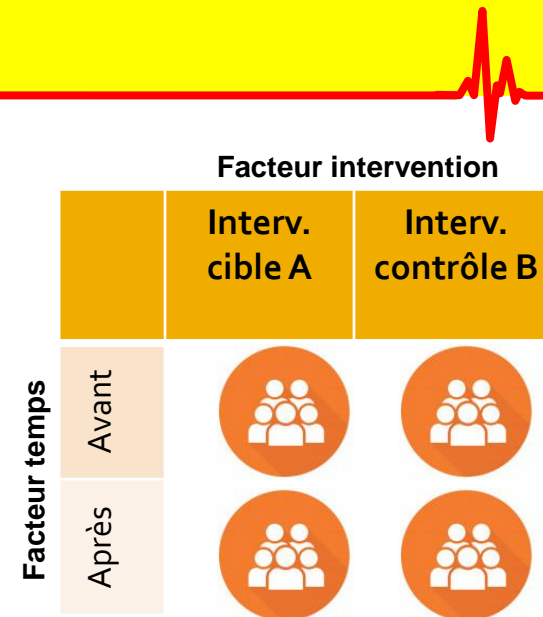 Facteur intervention
Interv.
cible A
Interv.
contrôle B
Facteur temps
Avant
Après